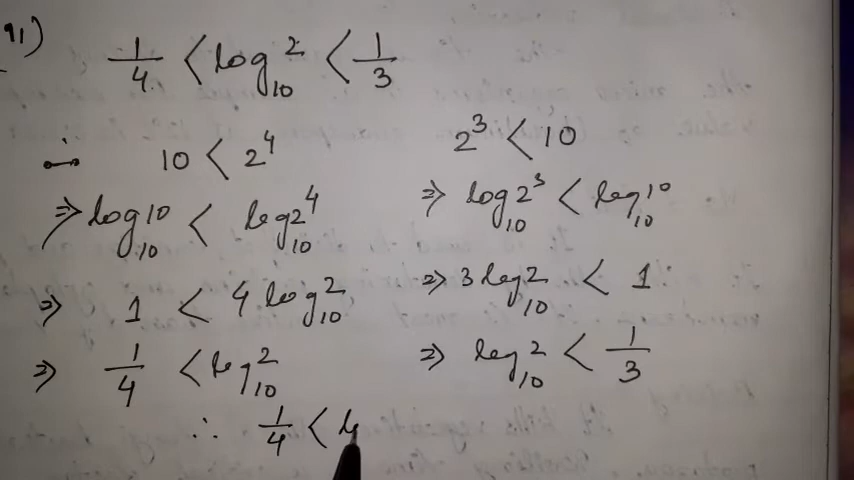 91)
1/4 < log₁₀2 < 1/3
∴ 10 < 2⁴ 2³ < 10
⇒ log₁₀10 < log₁₀2⁴ ⇒ log₁₀2³ < log₁₀10
⇒ 1 < 4 log₁₀2 ⇒ 3 log₁₀2 < 1
⇒ 1/4 < log₁₀2 ⇒ log₁₀2 < 1/3
∴ 1/4 <